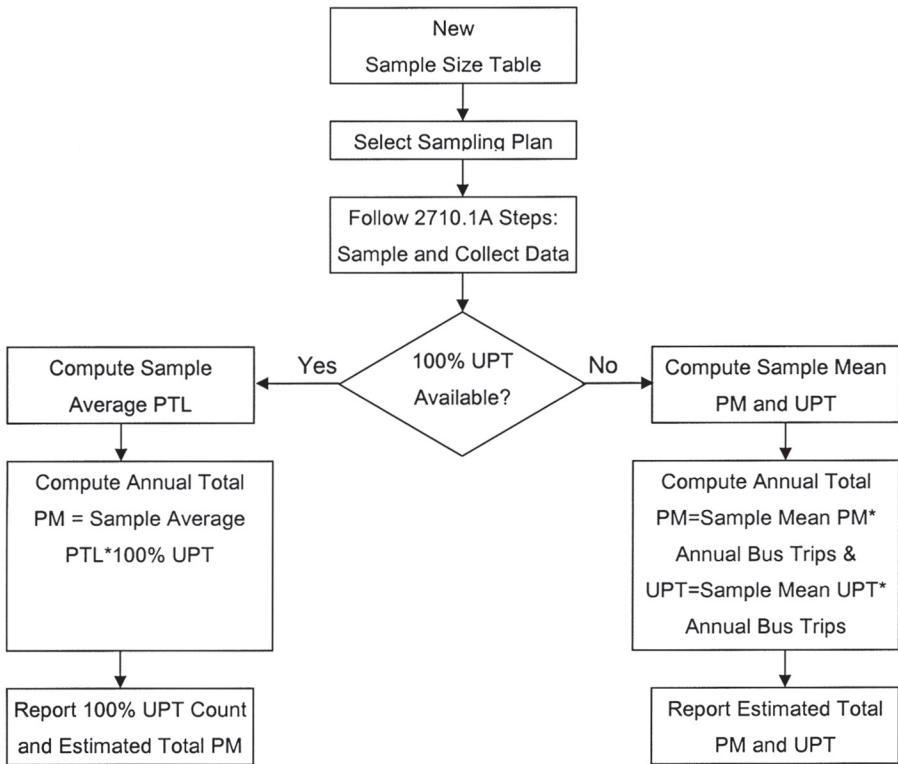 New
Sample Size Table
Select Sampling Plan
Follow 2710.1A Steps:
Sample and Collect Data
100% UPT
Available?
Yes
No
Compute Sample
Average PTL
Compute Annual Total
PM = Sample Average
PTL*100% UPT
Report 100% UPT Count
and Estimated Total PM
Compute Sample Mean
PM and UPT
Compute Annual Total
PM=Sample Mean PM*
Annual Bus Trips &
UPT=Sample Mean UPT*
Annual Bus Trips
Report Estimated Total
PM and UPT